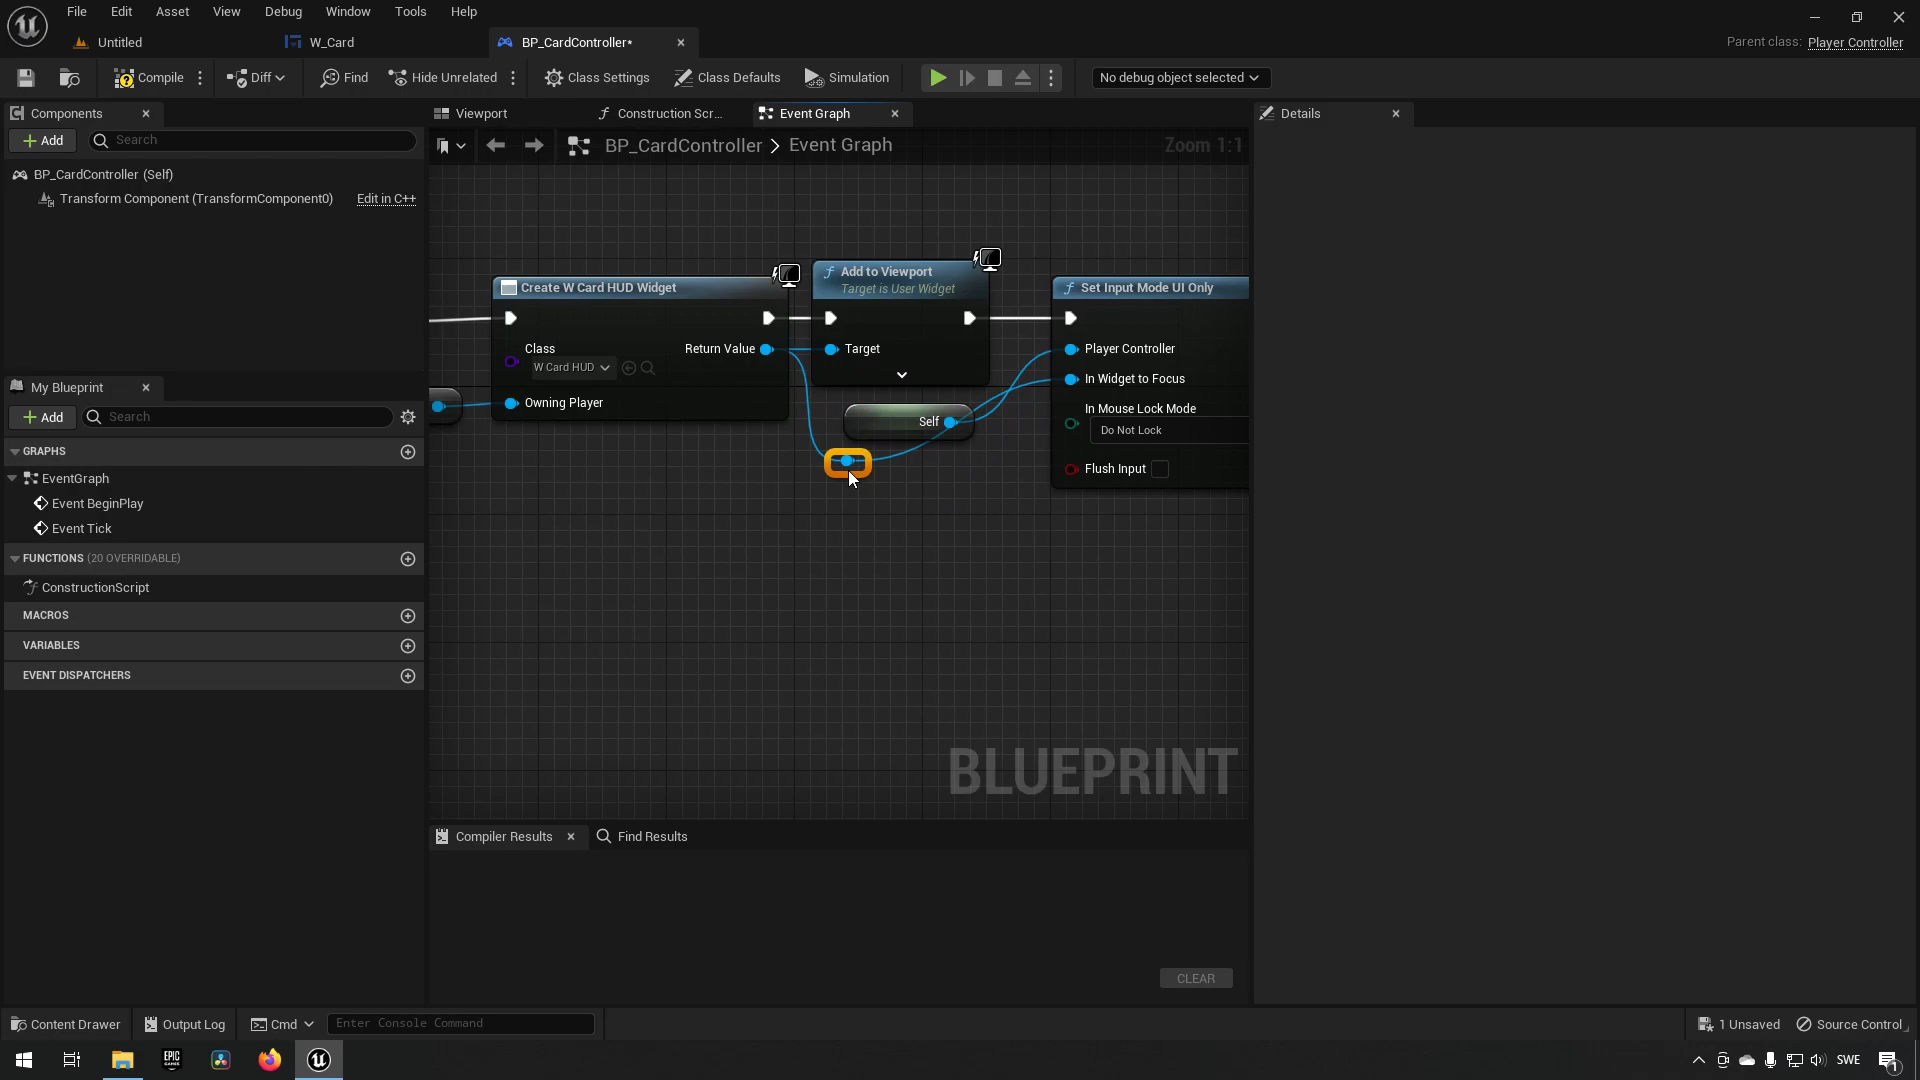 File Edit Asset View Debug Window Tools Help
Untitled W_Card BP_CardController* Parent class: Player Controller
Compile Diff Find Hide Unrelated Class Settings Class Defaults Simulation No debug object selected
Components Viewport Construction Scr... Event Graph Details
Add Search
BP_CardController > Event Graph Zoom 1:1
BP_CardController (Self)
Transform Component (TransformComponent0) Edit in C++
Create W Card HUD Widget
Class
W Card HUD
Return Value
Owning Player
Add to Viewport
Target is User Widget
Target
Self
Set Input Mode UI Only
Player Controller
In Widget to Focus
In Mouse Lock Mode
Do Not Lock
Flush Input
My Blueprint
Add Search
GRAPHS
EventGraph
Event BeginPlay
Event Tick
FUNCTIONS (20 OVERRIDABLE)
ConstructionScript
MACROS
VARIABLES
EVENT DISPATCHERS
BLUEPRINT
Compiler Results Find Results
CLEAR
Content Drawer Output Log Cmd Enter Console Command 1 Unsaved Source Control
EPIC GAMES SWE 1